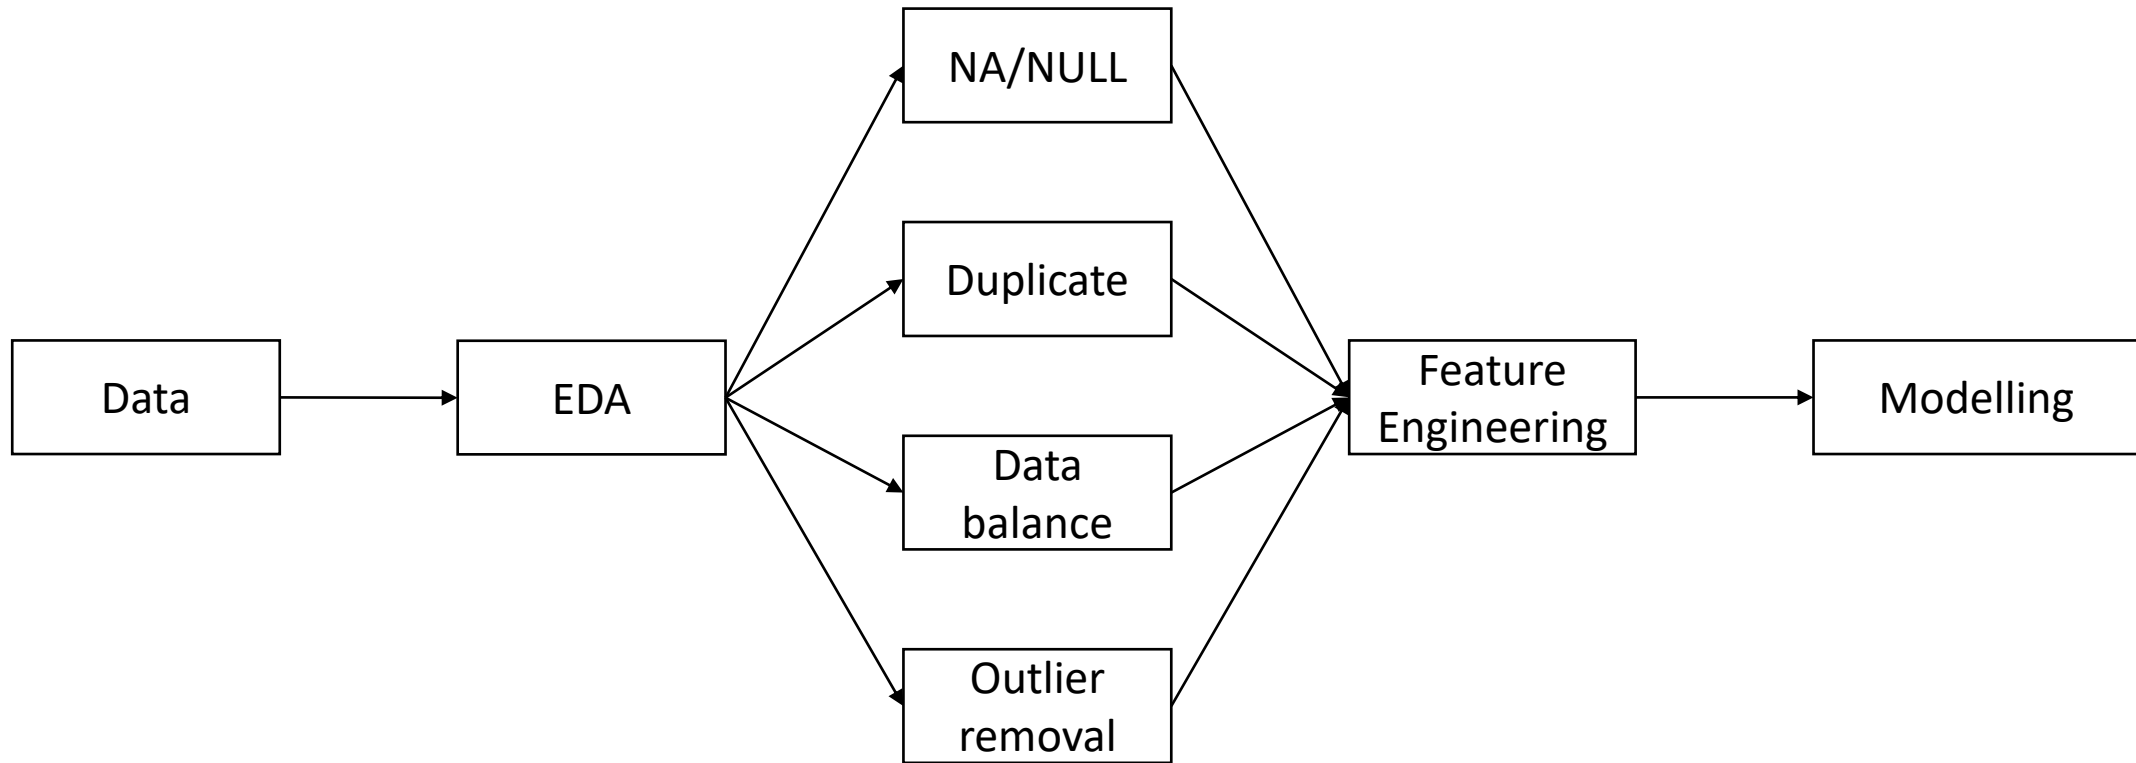 NA/NULL
Duplicate
Data
EDA
Feature
Engineering
Modelling
Data
balance
Outlier
removal